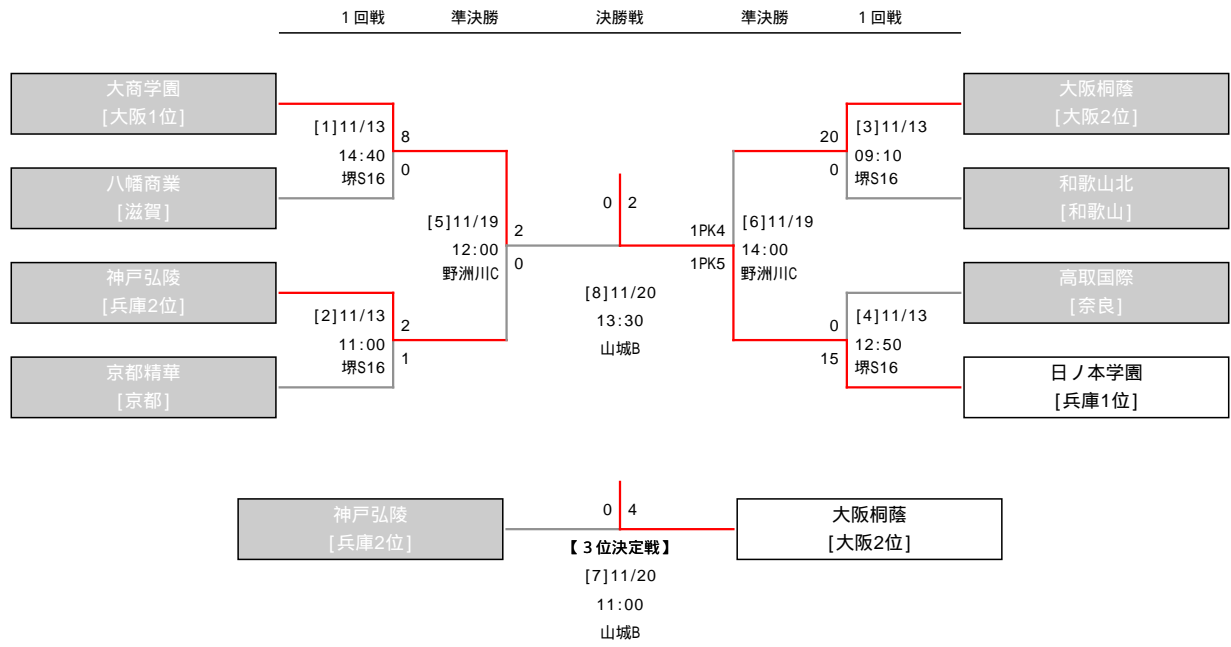 1回戦 準決勝 決勝戦 準決勝 1回戦
大商学園
[大阪1位]
八幡商業
[滋賀]
神戸弘陵
[兵庫2位]
京都精華
[京都]
[1]11/13
14:40
堺S16
8
0
[2]11/13
11:00
堺S16
2
1
[5]11/19
12:00
野洲川C
2
0
0 2
[8]11/20
13:30
山城B
1PK4
1PK5
[6]11/19
14:00
野洲川C
20
0
[3]11/13
09:10
堺S16
0
15
[4]11/13
12:50
堺S16
大阪桐蔭
[大阪2位]
和歌山北
[和歌山]
高取国際
[奈良]
日ノ本学園
[兵庫1位]
神戸弘陵
[兵庫2位]
0 4
【3位決定戦】
[7]11/20
11:00
山城B
大阪桐蔭
[大阪2位]